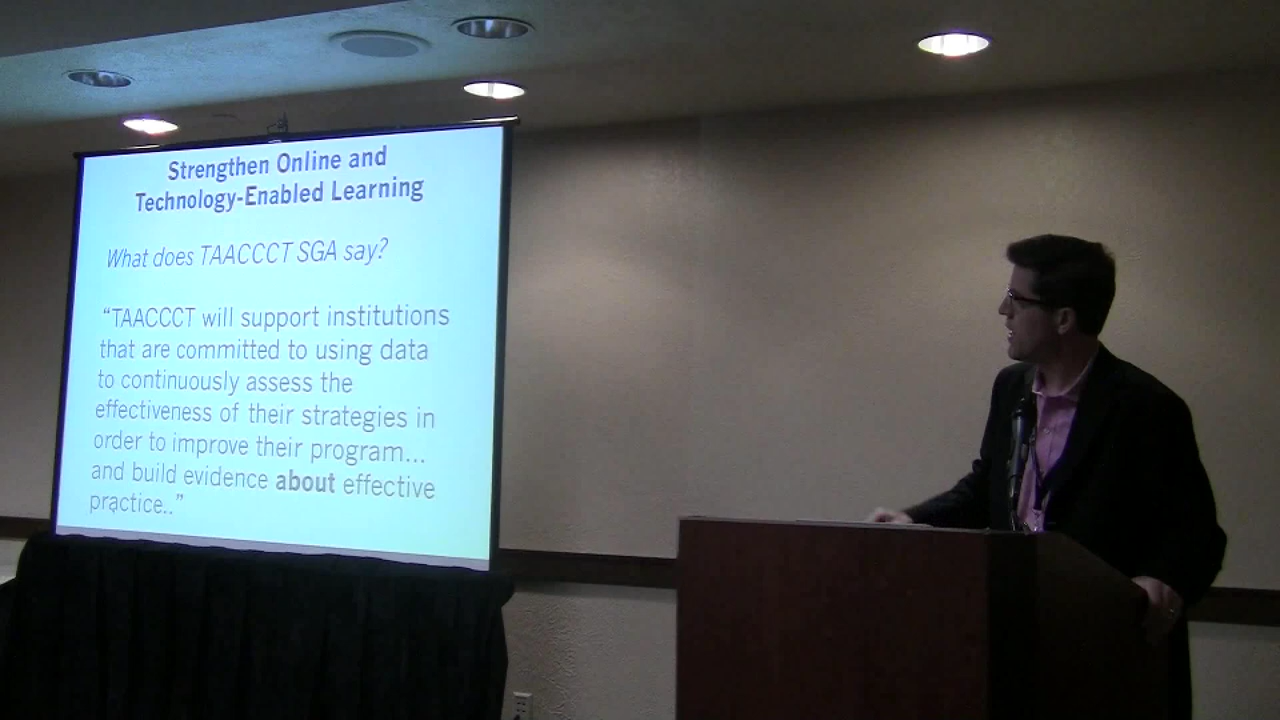 Strengthen Online and
Technology-Enabled Learning
What does TAACCCT SGA say?
“TAACCCT will support institutions
that are committed to using data
to continuously assess the
effectiveness of their strategies in
order to improve their program...
and build evidence about effective
practice..”